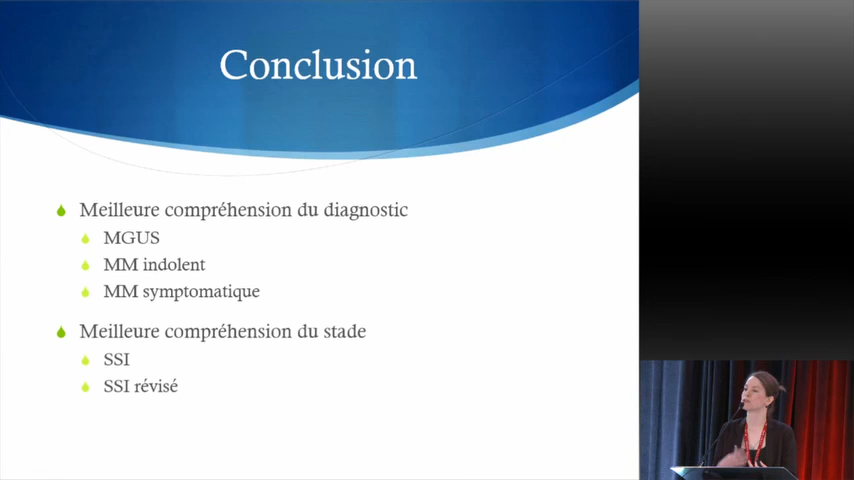 Conclusion
Meilleure compréhension du diagnostic
MGUS
MM indolent
MM symptomatique
Meilleure compréhension du stade
SSI
SSI révisé